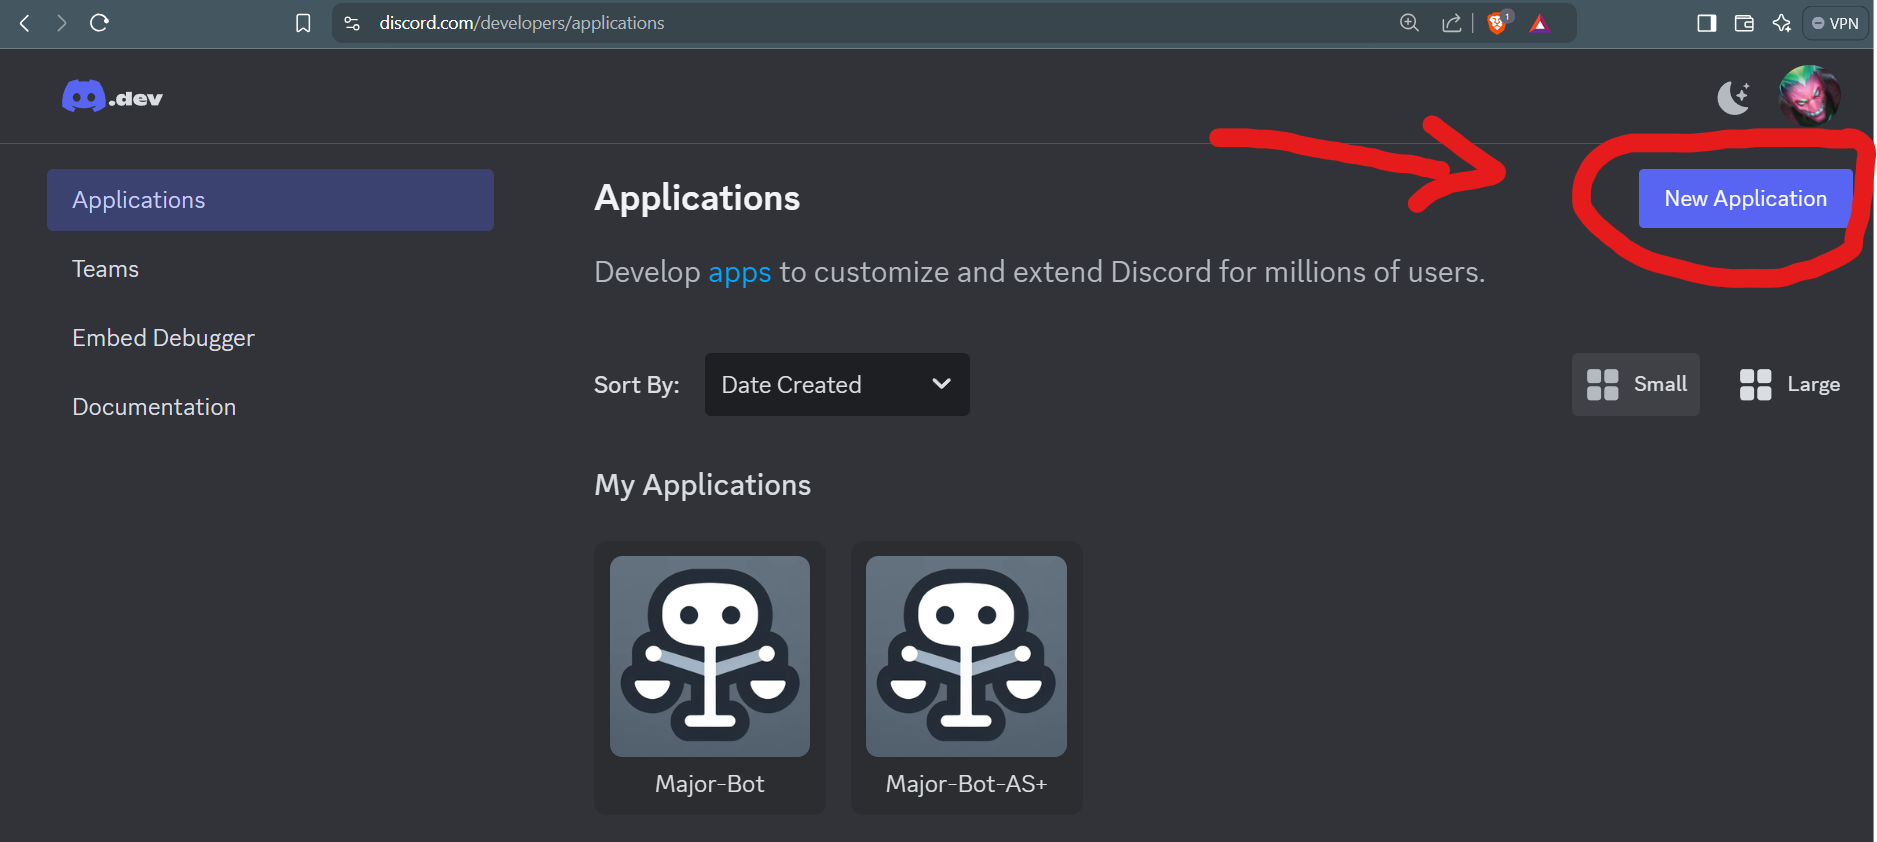 discord.com/developers/applications
1
VPN
.dev
Applications
Teams
Embed Debugger
Documentation
Applications
New Application
Develop apps to customize and extend Discord for millions of users.
Sort By:
Date Created
Small
Large
My Applications
Major-Bot
Major-Bot-AS+